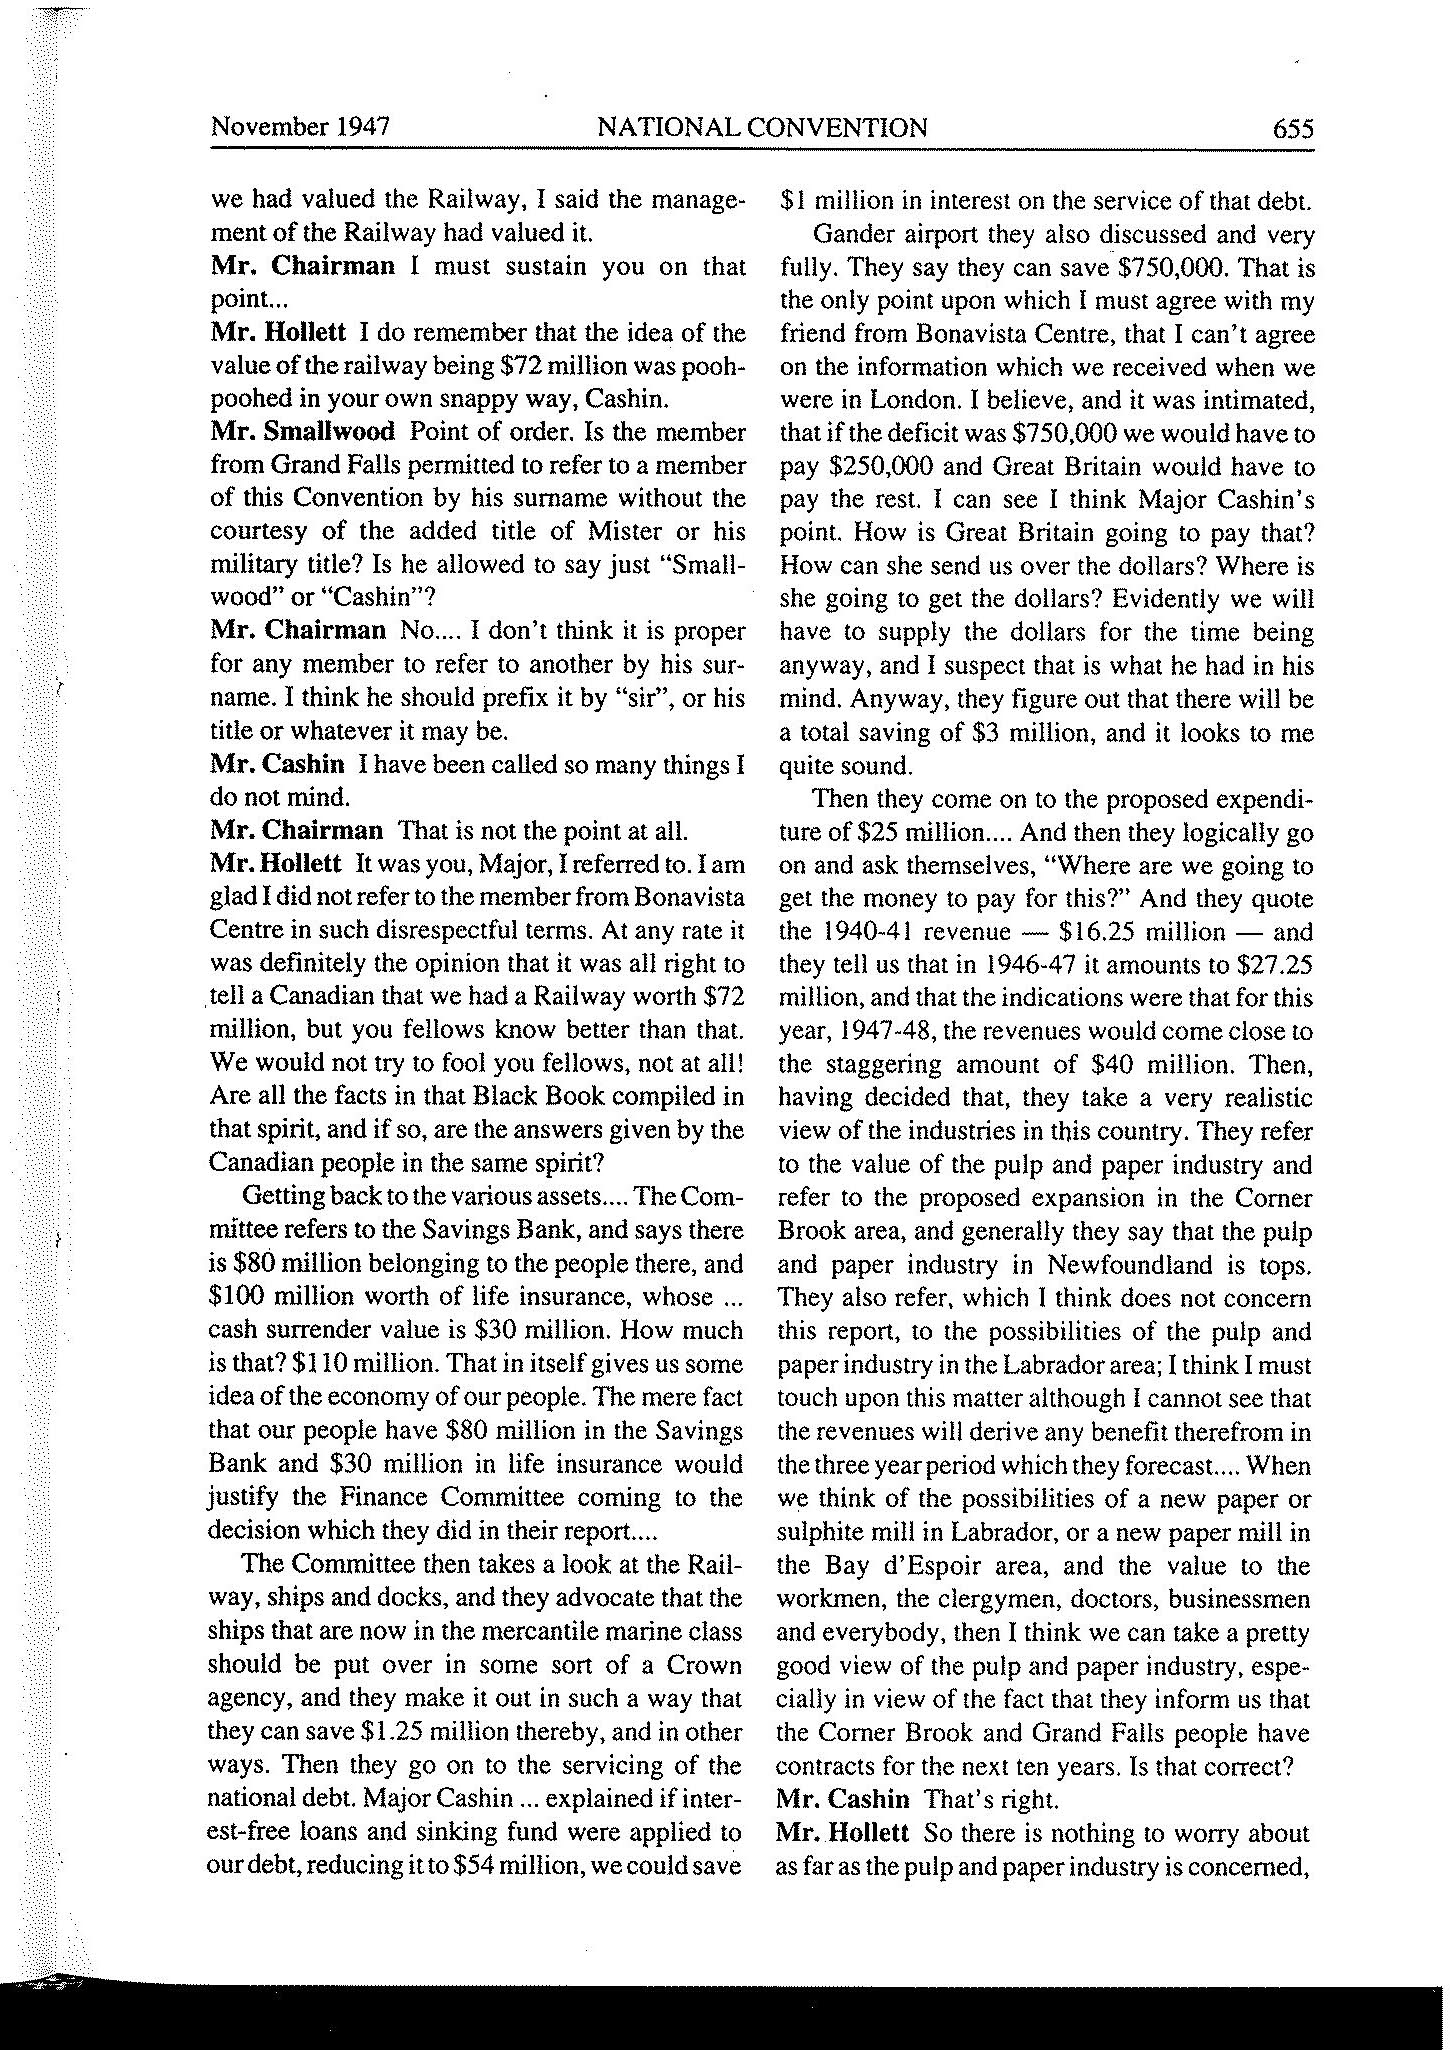 November 1947 NATIONAL CONVENTION 655
we had valued the Railway, I said the manage-
ment of the Railway had valued it.
Mr. Chairman I must sustain you on that
point...
Mr. Hollett I do remember that the idea of the
value of the railway being $72 million was pooh-
poohed in your own snappy way, Cashin.
Mr. Smallwood Point of order. Is the member
from Grand Falls permitted to refer to a member
of this Convention by his surname without the
courtesy of the added title of Mister or his
military title? Is he allowed to say just "Small-
wood" or "Cashin"?
Mr. Chairman No.... I don't think it is proper
for any member to refer to another by his sur-
name. I think he should prefix it by "sir", or his
title or whatever it may be.
Mr. Cashin I have been called so many things I
do not mind.
Mr. Chairman That is not the point at all.
Mr. Hollett It was you, Major, I referred to. I am
glad I did not refer to the member from Bonavista
Centre in such disrespectful terms. At any rate it
was definitely the opinion that it was all right to
tell a Canadian that we had a Railway worth $72
million, but you fellows know better than that.
We would not try to fool you fellows, not at all!
Are all the facts in that Black Book compiled in
that spirit, and if so, are the answers given by the
Canadian people in the same spirit?
Getting back to the various assets.... The Com-
mittee refers to the Savings Bank, and says there
is $80 million belonging to the people there, and
$100 million worth of life insurance, whose ...
cash surrender value is $30 million. How much
is that? $110 million. That in itself gives us some
idea of the economy of our people. The mere fact
that our people have $80 million in the Savings
Bank and $30 million in life insurance would
justify the Finance Committee coming to the
decision which they did in their report....
The Committee then takes a look at the Rail-
way, ships and docks, and they advocate that the
ships that are now in the mercantile marine class
should be put over in some sort of a Crown
agency, and they make it out in such a way that
they can save $1.25 million thereby, and in other
ways. Then they go on to the servicing of the
national debt. Major Cashin ... explained if inter-
est-free loans and sinking fund were applied to
our debt, reducing it to $54 million, we could save
$1 million in interest on the service of that debt.
Gander airport they also discussed and very
fully. They say they can save $750,000. That is
the only point upon which I must agree with my
friend from Bonavista Centre, that I can't agree
on the information which we received when we
were in London. I believe, and it was intimated,
that if the deficit was $750,000 we would have to
pay $250,000 and Great Britain would have to
pay the rest. I can see I think Major Cashin's
point. How is Great Britain going to pay that?
How can she send us over the dollars? Where is
she going to get the dollars? Evidently we will
have to supply the dollars for the time being
anyway, and I suspect that is what he had in his
mind. Anyway, they figure out that there will be
a total saving of $3 million, and it looks to me
quite sound.
Then they come on to the proposed expendi-
ture of $25 million.... And then they logically go
on and ask themselves, "Where are we going to
get the money to pay for this?" And they quote
the 1940-41 revenue — $16.25 million — and
they tell us that in 1946-47 it amounts to $27.25
million, and that the indications were that for this
year, 1947-48, the revenues would come close to
the staggering amount of $40 million. Then,
having decided that, they take a very realistic
view of the industries in this country. They refer
to the value of the pulp and paper industry and
refer to the proposed expansion in the Corner
Brook area, and generally they say that the pulp
and paper industry in Newfoundland is tops.
They also refer, which I think does not concern
this report, to the possibilities of the pulp and
paper industry in the Labrador area; I think I must
touch upon this matter although I cannot see that
the revenues will derive any benefit therefrom in
the three year period which they forecast.... When
we think of the possibilities of a new paper or
sulphite mill in Labrador, or a new paper mill in
the Bay d'Espoir area, and the value to the
workmen, the clergymen, doctors, businessmen
and everybody, then I think we can take a pretty
good view of the pulp and paper industry, espe-
cially in view of the fact that they inform us that
the Corner Brook and Grand Falls people have
contracts for the next ten years. Is that correct?
Mr. Cashin That's right.
Mr. Hollett So there is nothing to worry about
as far as the pulp and paper industry is concerned,